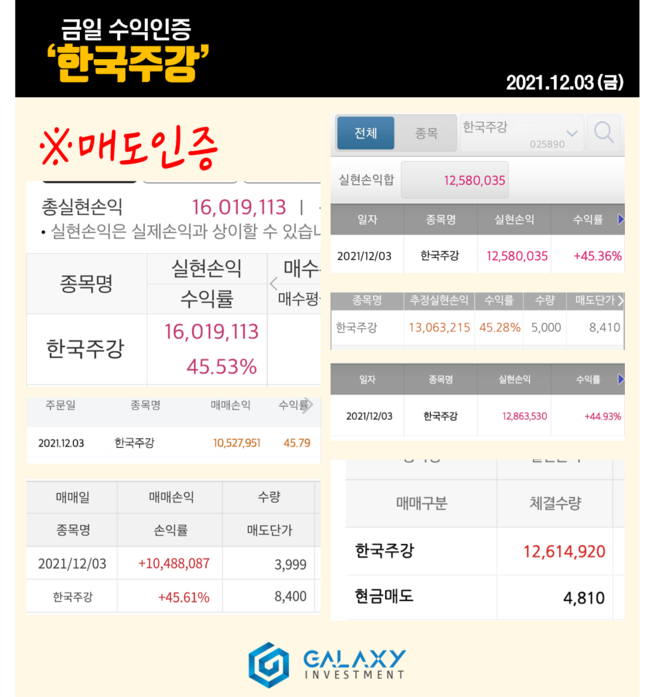 금일 수익인증
‘한국주강’
2021.12.03(금)
※매도인증
총실현손익 16,019,113 |
• 실현손익은 실제손익과 상이할 수 있습니
종목명 실현손익 매수
수익률 매수평
한국주강 16,019,113
45.53%
주문일 종목명 매매손익 수익률
2021.12.03 한국주강 10,527,951 45.79
매매일 매매손익 수량
종목명 손익률 매도단가
2021/12/03 +10,488,087 3,999
한국주강 +45.61% 8,400
전체 종목 한국주강 025890
실현손익합 12,580,035
일자 종목명 실현손익 수익률
2021/12/03 한국주강 12,580,035 +45.36%
종목명 추정실현손익 수익률 수량 매도단가
한국주강 13,063,215 45.28% 5,000 8,410
일자 종목명 실현손익 수익률
2021/12/03 한국주강 12,863,530 +44.93%
매매구분 체결수량
한국주강 12,614,920
현금매도 4,810
GALAXY
INVESTMENT